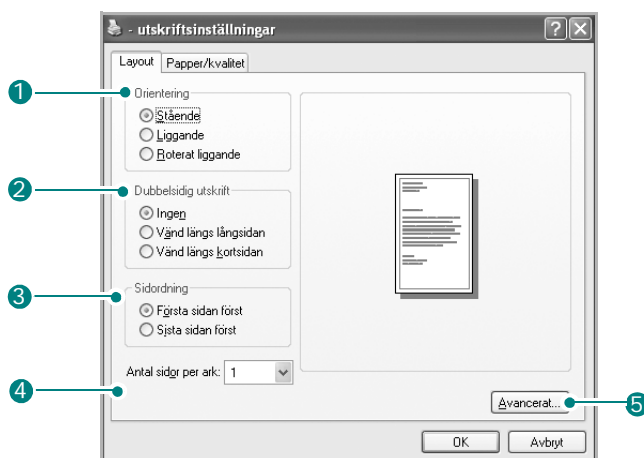 - utskriftsinställningar
Layout Papper/kvalitet
1 Orientering
Stående
Liggande
Roterat liggande
2 Dubbelsidig utskrift
Ingen
Vänd längs långsidan
Vänd längs kortsidan
3 Sidordning
Första sidan först
Sista sidan först
4 Antal sidor per ark: 1
Avancerat... 5
OK Avbryt